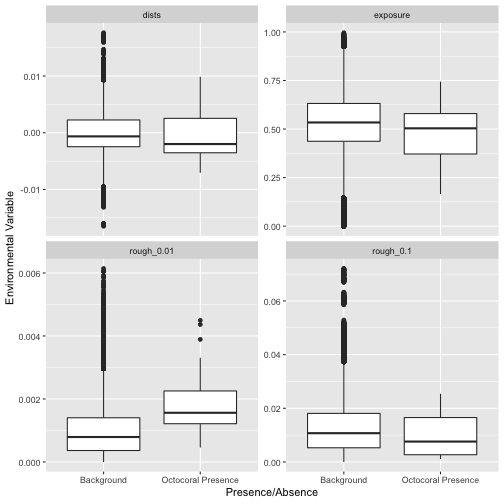 dists
exposure
0.01
0.00
-0.01
1.00
0.75
0.50
0.25
0.00
Environmental Variable
rough_0.01
rough_0.1
0.006
0.004
0.002
0.000
0.06
0.04
0.02
0.00
Background
Octocoral Presence
Background
Octocoral Presence
Presence/Absence